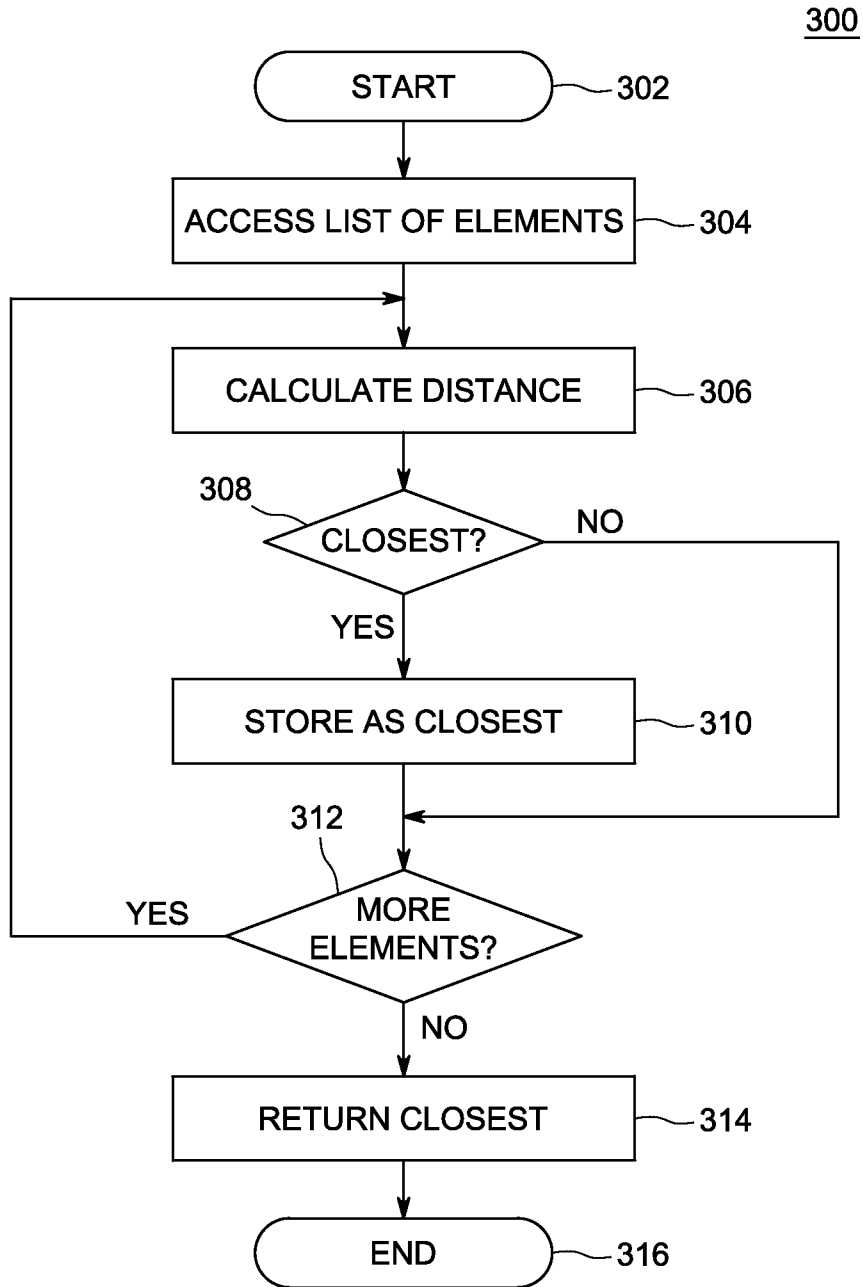 300
START
302
ACCESS LIST OF ELEMENTS
304
CALCULATE DISTANCE
306
308
CLOSEST?
NO
YES
STORE AS CLOSEST
310
312
YES
MORE
ELEMENTS?
NO
RETURN CLOSEST
314
END
316